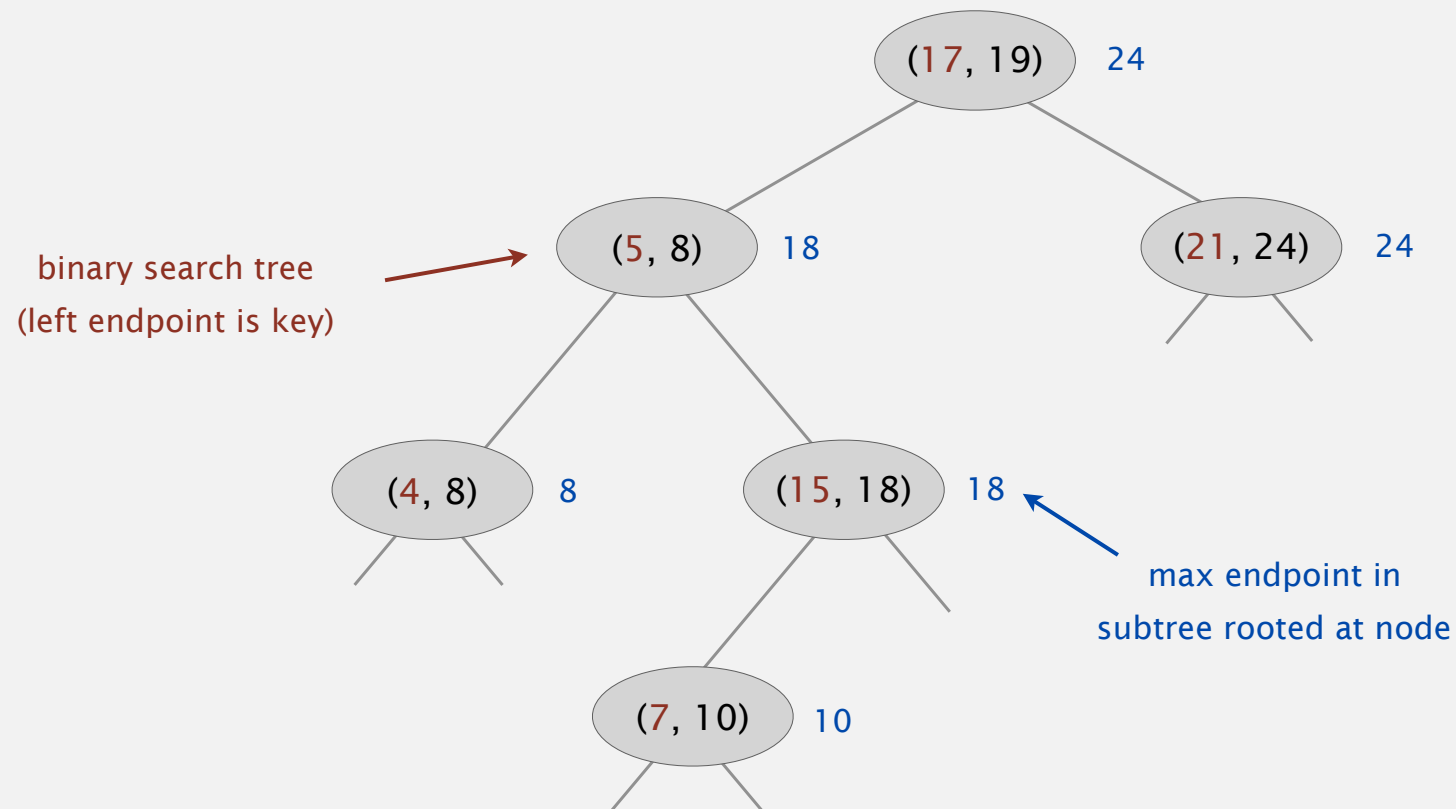 (17, 19) 24
(5, 8) 18
(21, 24) 24
binary search tree
(left endpoint is key)
(4, 8) 8
(15, 18) 18
max endpoint in
subtree rooted at node
(7, 10) 10